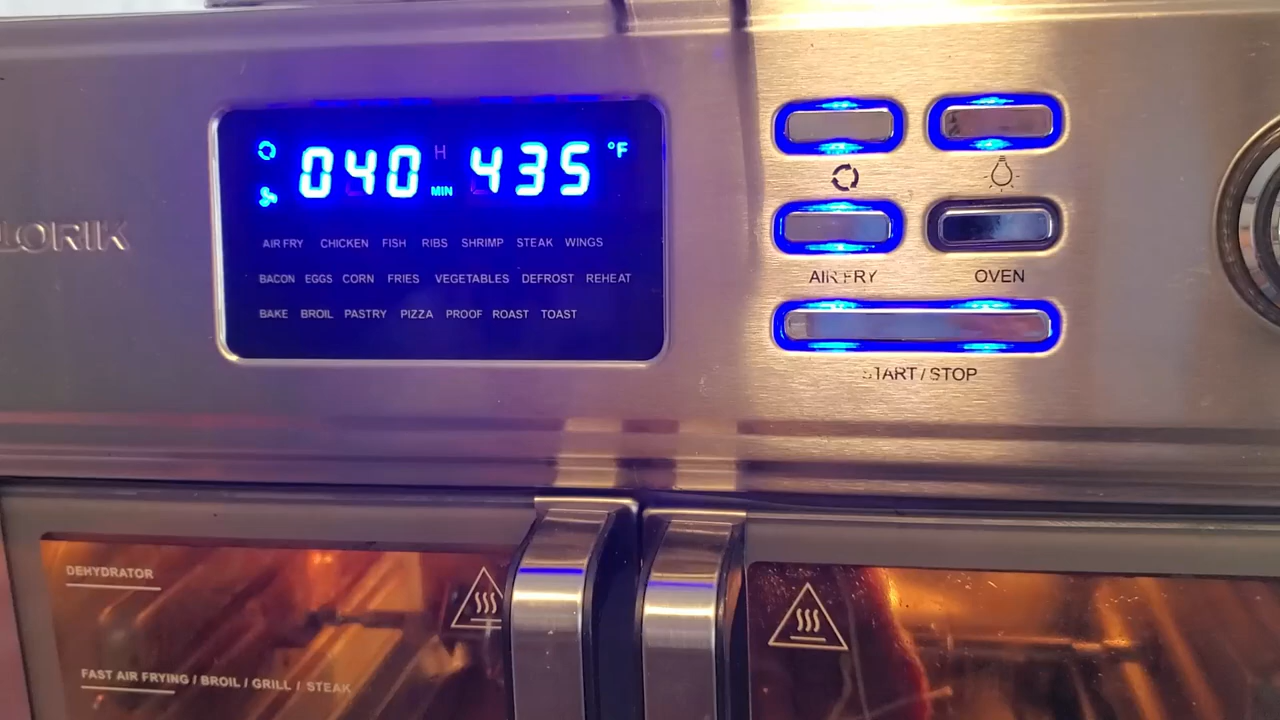 040 H MIN 435 °F
LORIK
AIR FRY CHICKEN FISH RIBS SHRIMP STEAK WINGS
BACON EGGS CORN FRIES VEGETABLES DEFROST REHEAT
BAKE BROIL PASTRY PIZZA PROOF ROAST TOAST
AIR FRY OVEN
START / STOP
DEHYDRATOR
FAST AIR FRYING / BROIL / GRILL / STEAK